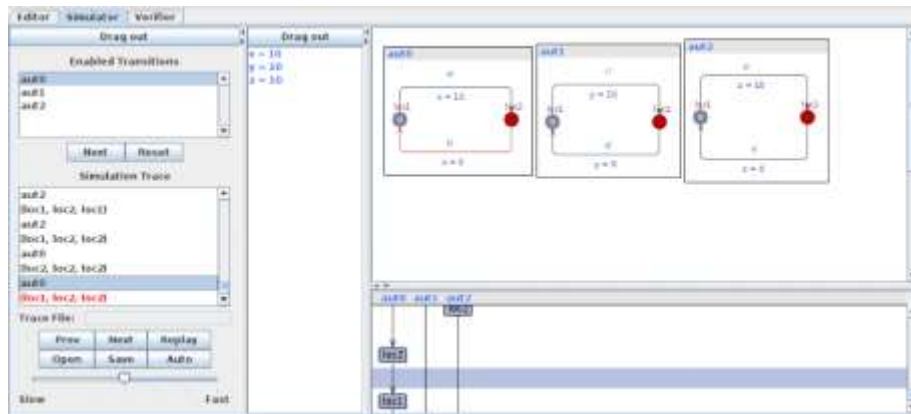 Editor Simulator Verifier
Drag out
Enabled Transitions
aut0
aut1
aut2
Next Reset
Simulation Trace
aut2
(loc1, loc2, loc1)
aut2
(loc1, loc2, loc2)
aut0
(loc2, loc2, loc2)
aut0
(loc1, loc2, loc2)
Trace File:
Prev Next Replay
Open Save Auto
Slow Fast
Drag out
x = 10
y = 10
z = 10
aut0
x = 10
loc1 loc2
x = 0
aut1
y = 10
loc1 loc2
y = 0
aut2
z = 10
loc1 loc2
z = 0
aut0 aut1 aut2
loc2
loc2
loc1